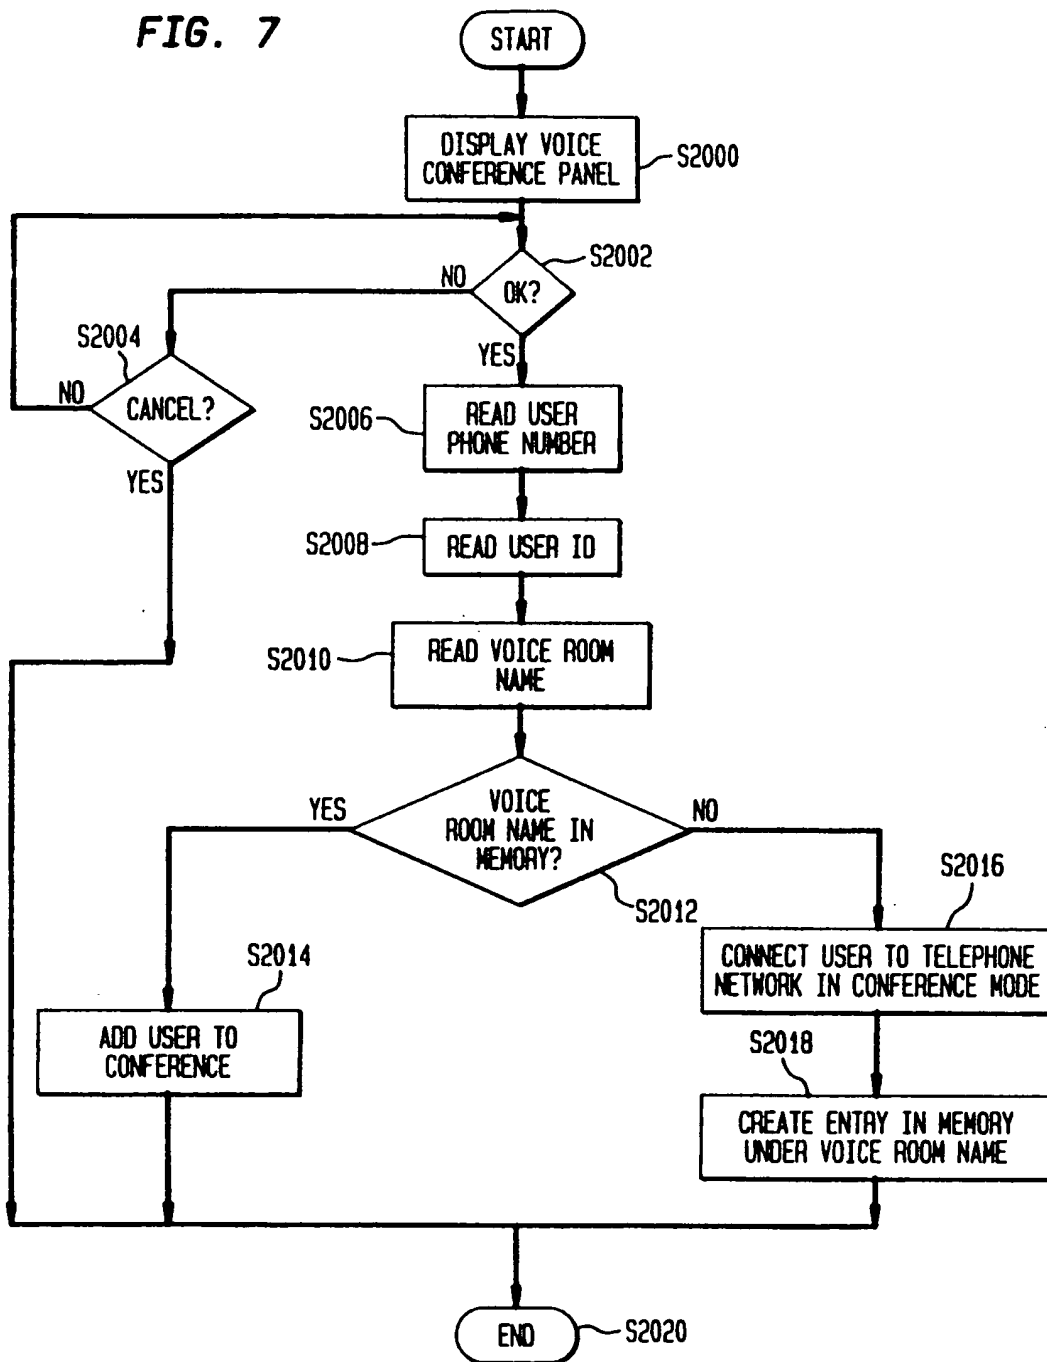 FIG. 7
START
DISPLAY VOICE
CONFERENCE PANEL
S2000
S2002
NO
OK?
S2004
YES
NO
CANCEL?
S2006
READ USER
PHONE NUMBER
YES
S2008
READ USER ID
S2010
READ VOICE ROOM
NAME
YES
VOICE
ROOM NAME IN
MEMORY?
NO
S2012
S2016
S2014
CONNECT USER TO TELEPHONE
NETWORK IN CONFERENCE MODE
ADD USER TO
CONFERENCE
S2018
CREATE ENTRY IN MEMORY
UNDER VOICE ROOM NAME
END
S2020